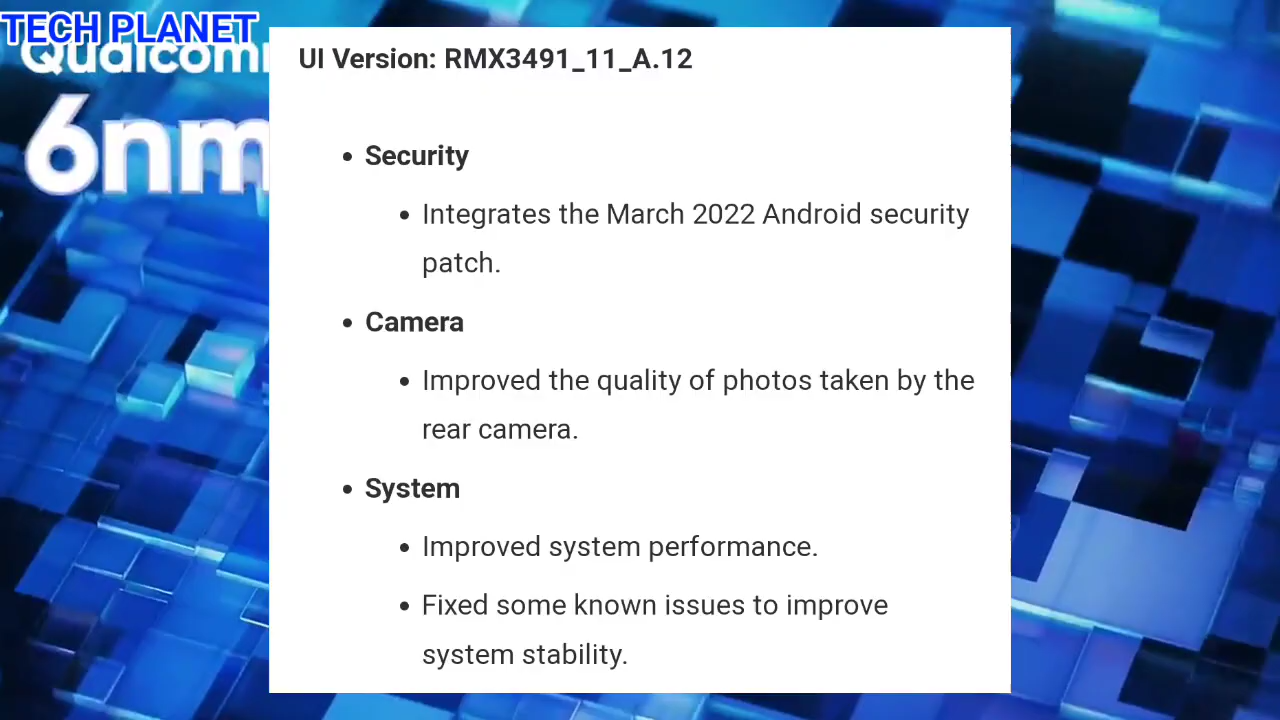 TECH PLANET
Qualcomm
6nm
UI Version: RMX3491_11_A.12
Security
Integrates the March 2022 Android security
patch.
Camera
Improved the quality of photos taken by the
rear camera.
System
Improved system performance.
Fixed some known issues to improve
system stability.